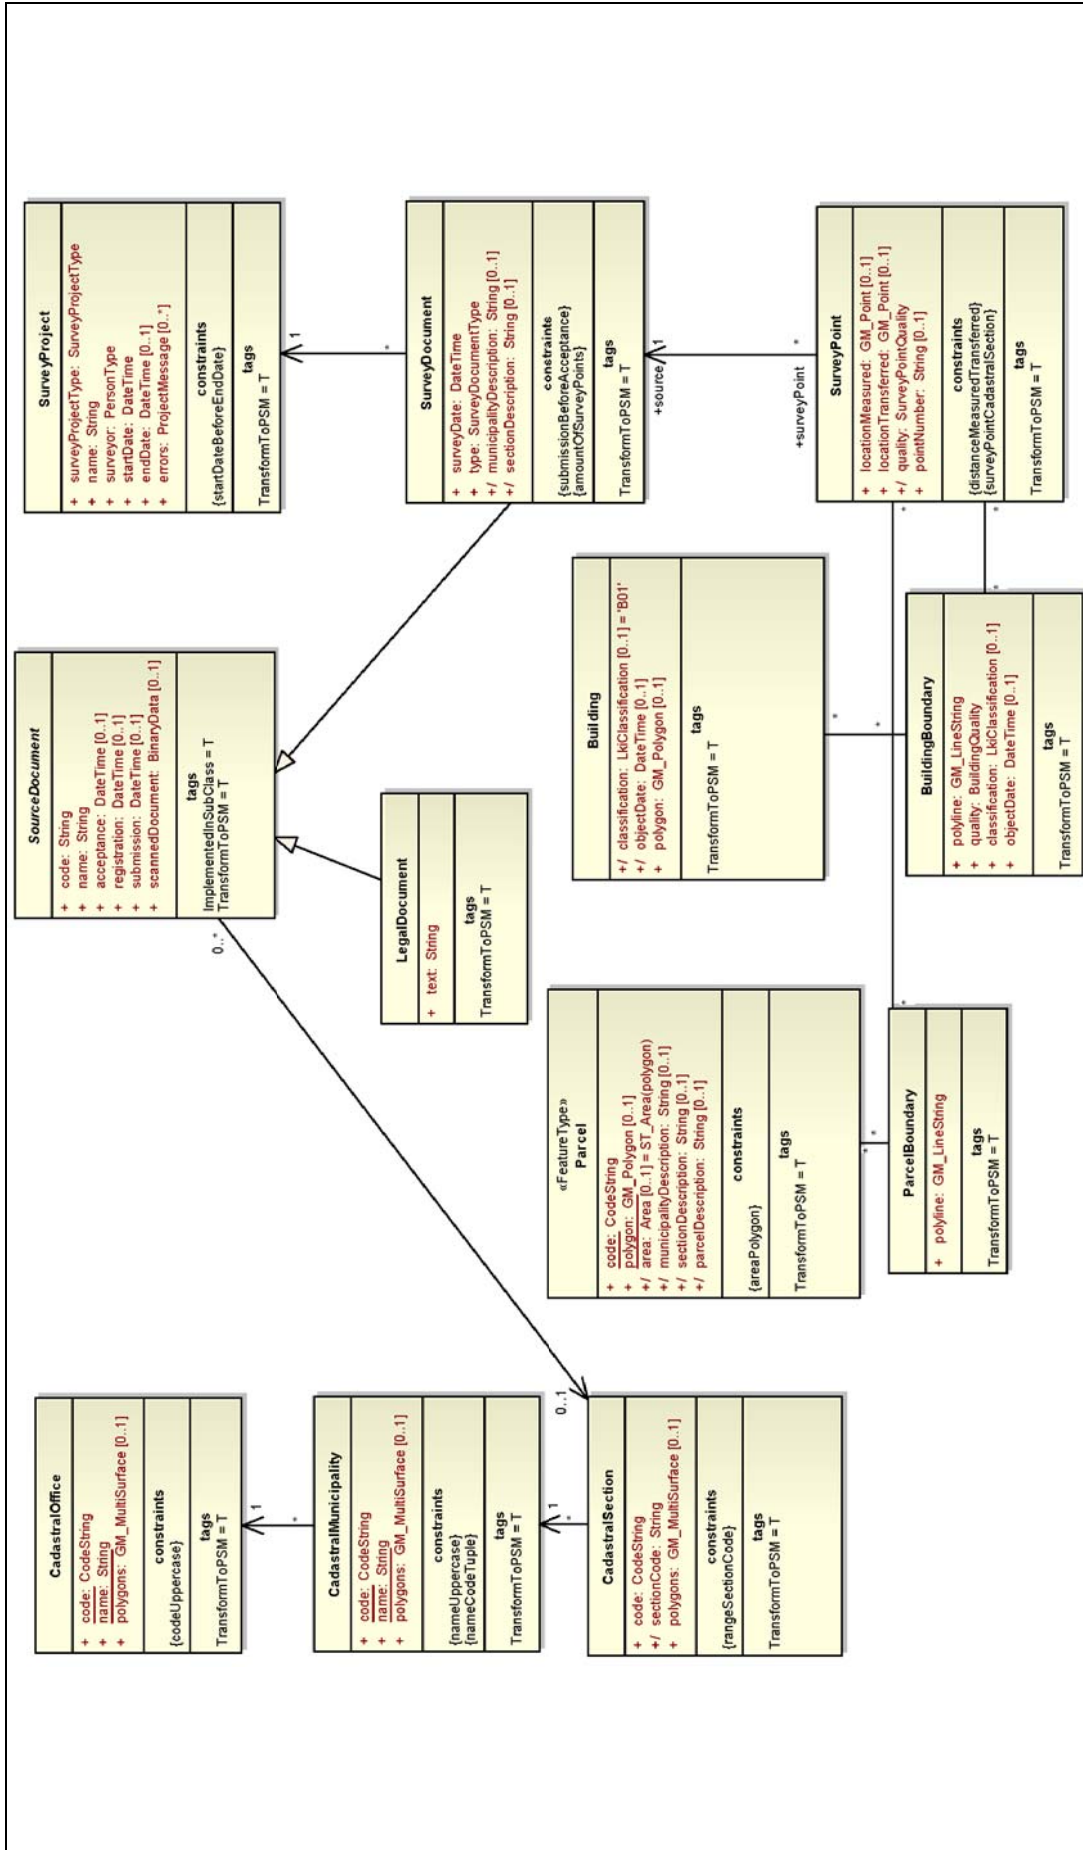 CadastralOffice
+ code: CodeString
+ name: String
+ polygons: GM_MultiSurface [0..1]
constraints
{codeUppercase}
tags
TransformToPSM = T
1
*
CadastralMunicipality
+ code: CodeString
+ name: String
+ polygons: GM_MultiSurface [0..1]
constraints
{nameUppercase}
{nameCodeTuple}
tags
TransformToPSM = T
1
*
0..1
CadastralSection
+ code: CodeString
+/ sectionCode: String
+ polygons: GM_MultiSurface [0..1]
constraints
{rangeSectionCode}
tags
TransformToPSM = T
SourceDocument
+ code: String
+ name: String
+ acceptance: DateTime [0..1]
+ registration: DateTime [0..1]
+ submission: DateTime [0..1]
+ scannedDocument: BinaryData [0..1]
tags
ImplementedInSubClass = T
TransformToPSM = T
0..*
LegalDocument
+ text: String
tags
TransformToPSM = T
«FeatureType»
Parcel
+ code: CodeString
+ polygon: GM_Polygon [0..1]
+/ area: Area [0..1] = ST_Area(polygon)
+/ municipalityDescription: String [0..1]
+/ sectionDescription: String [0..1]
+/ parcelDescription: String [0..1]
constraints
{areaPolygon}
tags
TransformToPSM = T
*
*
ParcelBoundary
+ polyline: GM_LineString
tags
TransformToPSM = T
*
Building
+/ classification: LkiClassification [0..1] = 'B01'
+/ objectDate: DateTime [0..1]
+ polygon: GM_Polygon [0..1]
tags
TransformToPSM = T
*
*
BuildingBoundary
+ polyline: GM_LineString
+ quality: BuildingQuality
+ classification: LkiClassification [0..1]
+ objectDate: DateTime [0..1]
tags
TransformToPSM = T
*
SurveyProject
+ surveyProjectType: SurveyProjectType
+ name: String
+ surveyor: PersonType
+ startDate: DateTime
+ endDate: DateTime [0..1]
+ errors: ProjectMessage [0..*]
constraints
{startDateBeforeEndDate}
tags
TransformToPSM = T
1
*
SurveyDocument
+ surveyDate: DateTime
+ type: SurveyDocumentType
+/ municipalityDescription: String [0..1]
+/ sectionDescription: String [0..1]
constraints
{submissionBeforeAcceptance}
{amountOfSurveyPoints}
tags
TransformToPSM = T
+source 1
+surveyPoint *
SurveyPoint
+ locationMeasured: GM_Point [0..1]
+ locationTransferred: GM_Point [0..1]
+/ quality: SurveyPointQuality
+ pointNumber: String [0..1]
constraints
{distanceMeasuredTransferred}
{surveyPointCadastralSection}
tags
TransformToPSM = T
*
*